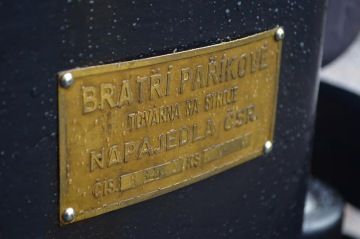 BRATŘÍ PAŘÍKOVÉ
TOVÁRNA NA STROJE
NAPAJEDLA ČSR.
ČIS.